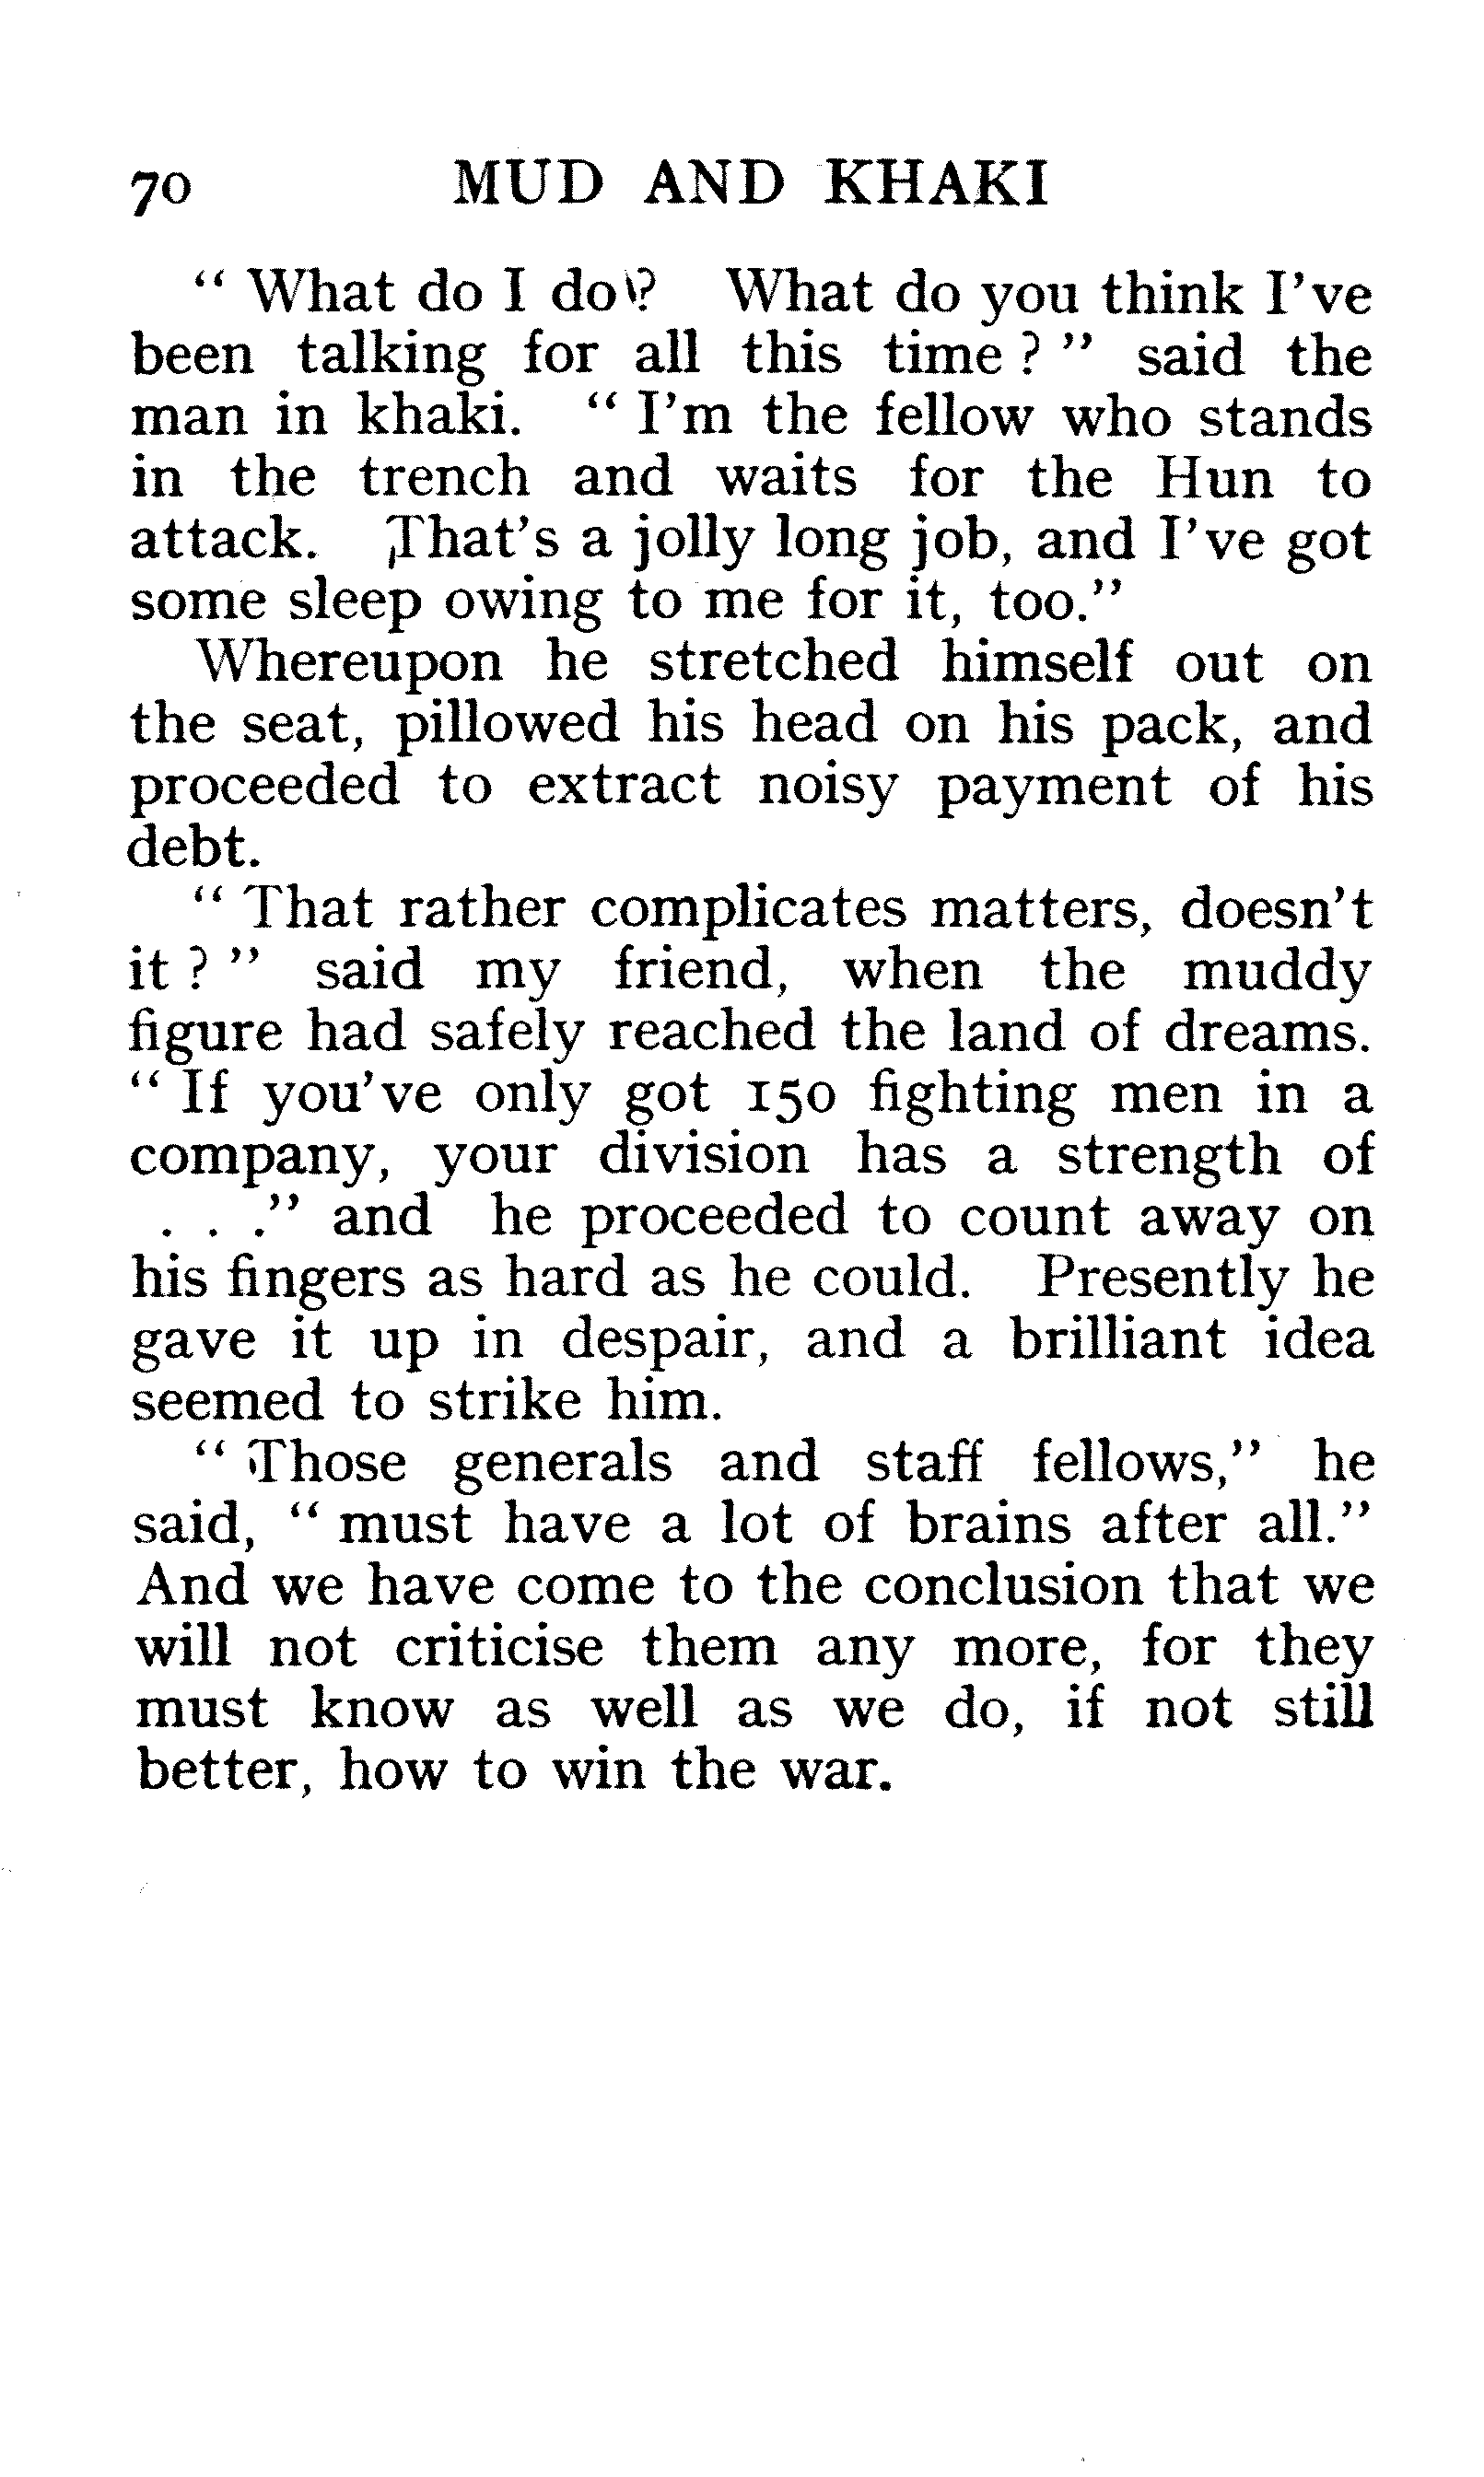 70 MUD AND KHAKI
" What do I do? What do you think I've
been talking for all this time ? " said the
man in khaki. " I'm the fellow who stands
in the trench and waits for the Hun to
attack. That's a jolly long job, and I've got
some sleep owing to me for it, too."
Whereupon he stretched himself out on
the seat, pillowed his head on his pack, and
proceeded to extract noisy payment of his
debt.
" That rather complicates matters, doesn't
it ? " said my friend, when the muddy
figure had safely reached the land of dreams.
" If you've only got 150 fighting men in a
company, your division has a strength of
. . ." and he proceeded to count away on
his fingers as hard as he could. Presently he
gave it up in despair, and a brilliant idea
seemed to strike him.
" Those generals and staff fellows," he
said, " must have a lot of brains after all."
And we have come to the conclusion that we
will not criticise them any more, for they
must know as well as we do, if not still
better, how to win the war.